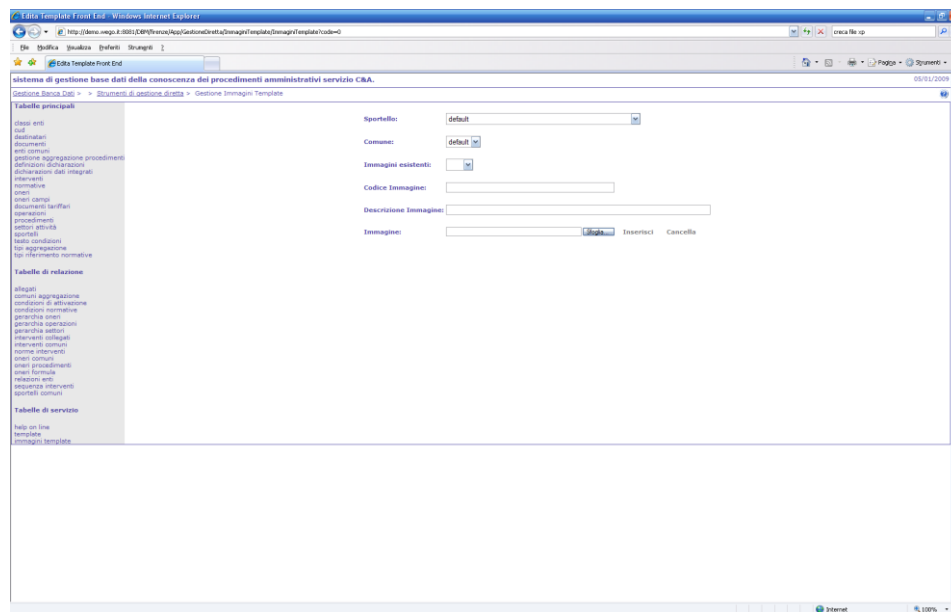 Edita Template Front End - Windows Internet Explorer
http://demo.wego.it:8081/DBM/firenze/App/GestioneDiretta/ImmaginiTemplate/ImmaginiTemplate?code=0
creca file xp
File Modifica Visualizza Preferiti Strumenti ?
Edita Template Front End
Pagina Strumenti
sistema di gestione base dati della conoscenza dei procedimenti amministrativi servizio C&A.
05/01/2009
Gestione Banca Dati > > Strumenti di gestione diretta > Gestione Immagini Template
Tabelle principali
classi enti
cud
destinatari
documenti
enti comuni
gestione aggregazione procedimenti
definizioni dichiarazioni
dichiarazioni dati integrati
interventi
normative
oneri
oneri campi
documenti tariffari
operazioni
procedimenti
settori attività
sportelli
testo condizioni
tipi aggregazione
tipi riferimento normative
Tabelle di relazione
allegati
comuni aggregazione
condizioni di attivazione
condizioni normative
gerarchia oneri
gerarchia operazioni
gerarchia settori
interventi collegati
interventi comuni
norme interventi
oneri comuni
oneri procedimenti
oneri formula
relazioni enti
sequenza interventi
sportelli comuni
Tabelle di servizio
help on line
template
immagini template
Sportello: default
Comune: default
Immagini esistenti:
Codice Immagine:
Descrizione Immagine:
Immagine: Sfoglia... Inserisci Cancella
Internet 100%